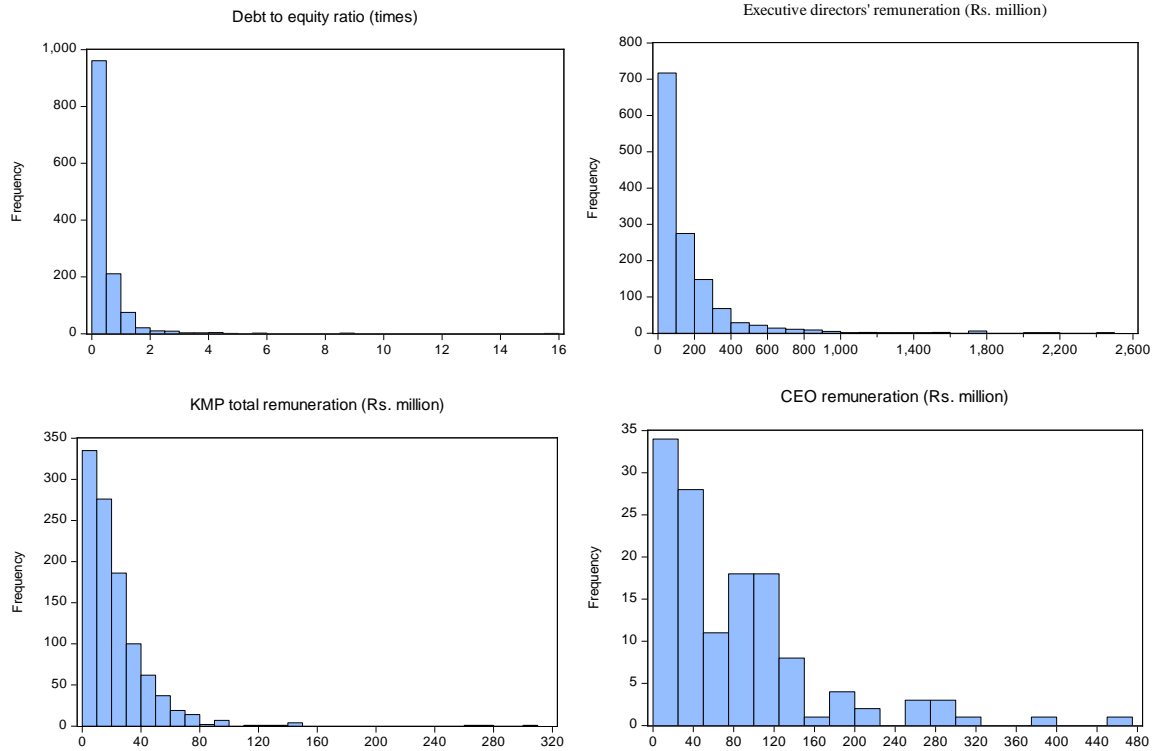 Debt to equity ratio (times)
1,000
800
600
400
200
0
Frequency
0 2 4 6 8 10 12 14 16
Executive directors' remuneration (Rs. million)
800
700
600
500
400
300
200
100
0
Frequency
0 200 400 600 800 1,000 1,400 1,800 2,200 2,600
KMP total remuneration (Rs. million)
350
300
250
200
150
100
50
0
Frequency
0 40 80 120 160 200 240 280 320
CEO remuneration (Rs. million)
35
30
25
20
15
10
5
0
Frequency
0 40 80 120 160 200 240 280 320 360 400 440 480